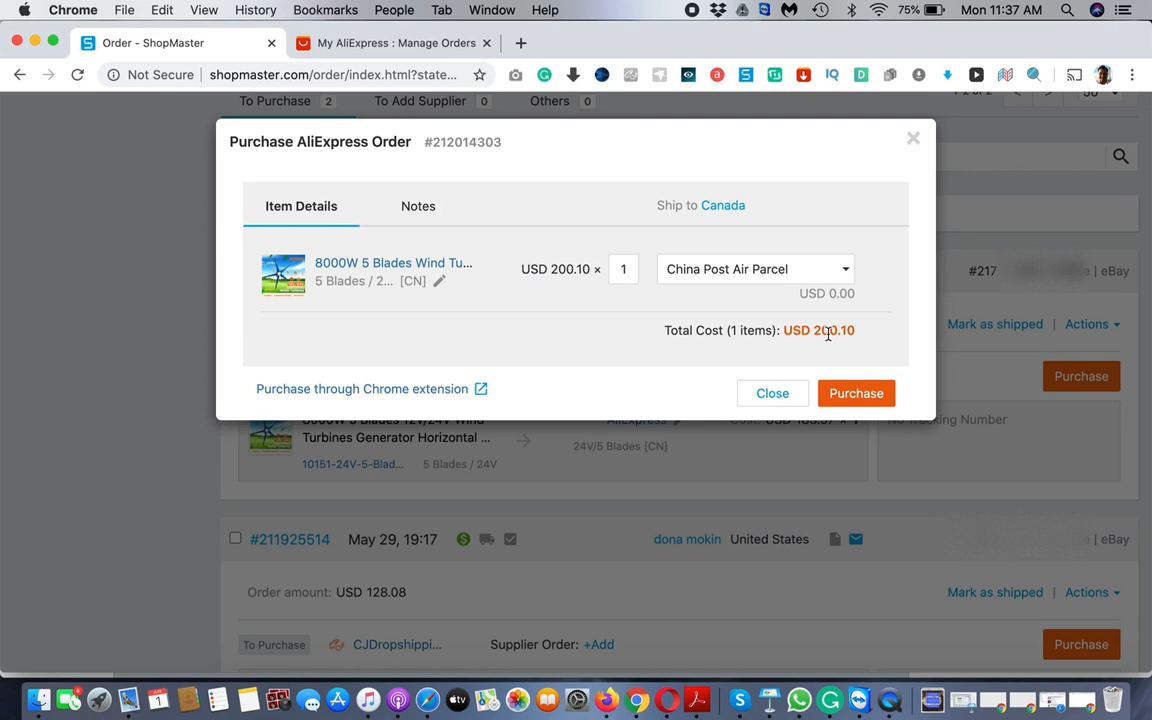 Chrome File Edit View History Bookmarks People Tab Window Help 75% Mon 11:37 AM
Order - ShopMaster My AliExpress : Manage Orders
Not Secure shopmaster.com/order/index.html?state...
To Purchase 2 To Add Supplier 0 Others 0
Purchase AliExpress Order #212014303
Item Details Notes Ship to Canada
8000W 5 Blades Wind Tu... USD 200.10 × 1 China Post Air Parcel
5 Blades / 2... [CN]
USD 0.00
Total Cost (1 items): USD 200.10
Purchase through Chrome extension Close Purchase
#217 | eBay
Mark as shipped | Actions
Purchase
8000W 5 Blades 12V/24V Wind AliExpress No Tracking Number
Turbines Generator Horizontal ...
24V/5 Blades [CN]
10151-24V-5-Blad... 5 Blades / 24V
#211925514 May 29, 19:17 dona mokin United States | eBay
Order amount: USD 128.08 Mark as shipped | Actions
To Purchase CJDropshippi... Supplier Order: +Add Purchase